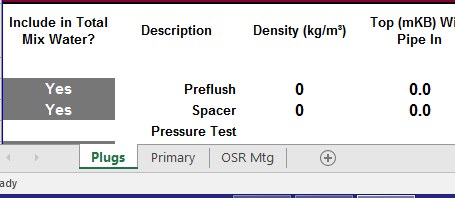 Include in Total Description Density (kg/m³) Top (mKB) Wi
Mix Water? Pipe In
Yes Preflush 0 0.0
Yes Spacer 0 0.0
Pressure Test
Plugs Primary OSR Mtg
ady